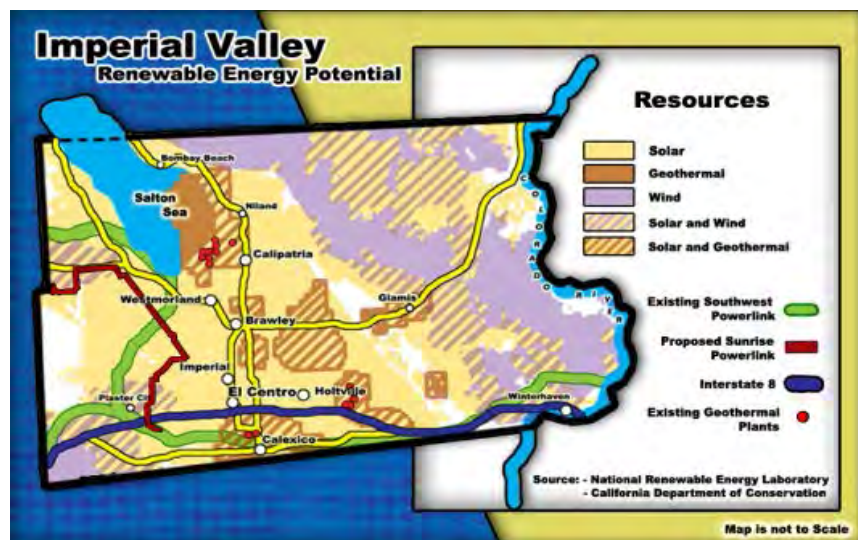 Imperial Valley
Renewable Energy Potential
Resources
Solar
Geothermal
Wind
Solar and Wind
Solar and Geothermal
Existing Southwest
Powerlink
Proposed Sunrise
Powerlink
Interstate 8
Existing Geothermal
Plants
Source: - National Renewable Energy Laboratory
- California Department of Conservation
Map is not to Scale
Bombay Beach
Salton
Sea
Niland
Calipatria
Westmorland
Glamis
Brawley
Imperial
El Centro
Holtville
Plaster City
Winterhaven
Calexico
COLORADO RIVER